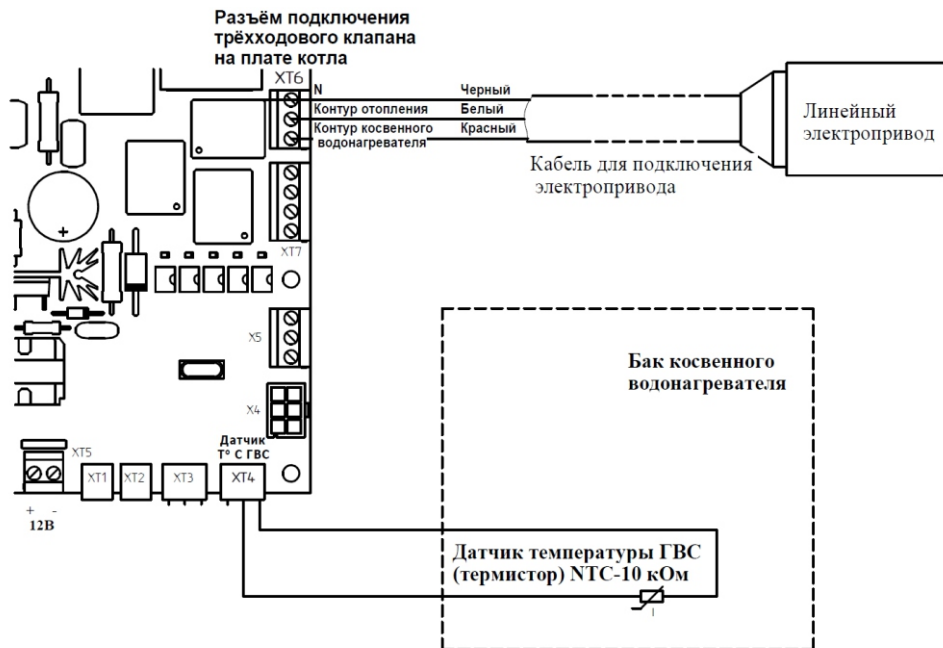 Разъём подключения
трёхходового клапана
на плате котла
XT6
N
Черный
Контур отопления
Белый
Контур косвенного
водонагревателя
Красный
Линейный
электропривод
Кабель для подключения
электропривода
XT7
X5
Бак косвенного
водонагревателя
X4
Датчик
Т° С ГВС
XT5
XT1
XT2
XT3
XT4
+ -
12В
Датчик температуры ГВС
(термистор) NTC-10 кОм